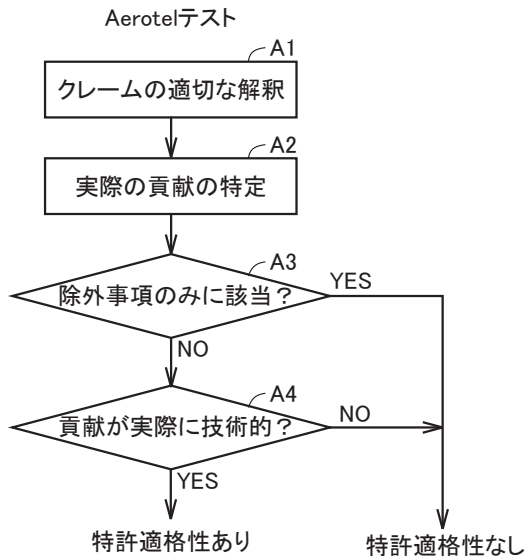 Aerotelテスト
A1
クレームの適切な解釈
A2
実際の貢献の特定
A3
除外事項のみに該当？
YES
NO
A4
貢献が実際に技術的？
NO
YES
特許適格性あり
特許適格性なし